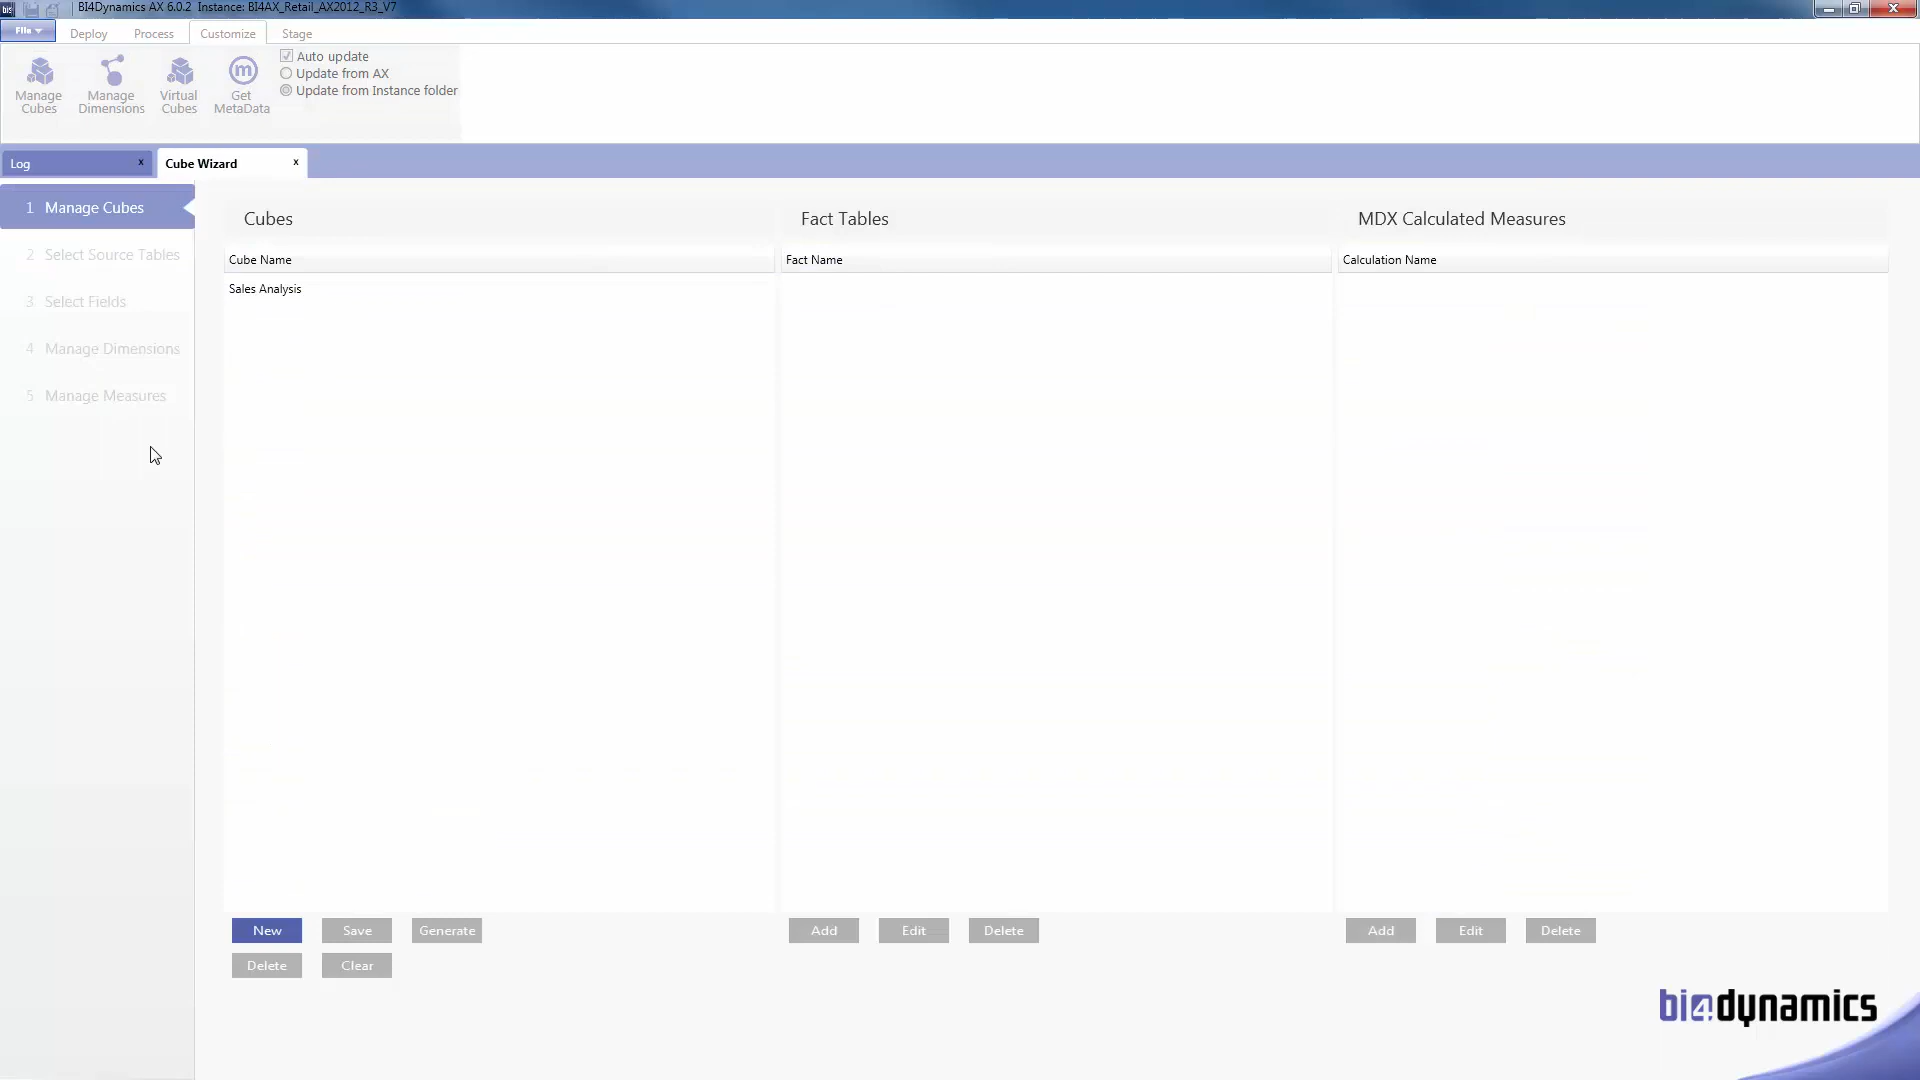 BI4Dynamics AX 6.0.2 Instance: BI4AX_Retail_AX2012_R3_V7
File Deploy Process Customize Stage
Manage Cubes
Manage Dimensions
Virtual Cubes
Get MetaData
Auto update
Update from AX
Update from Instance folder
Log x Cube Wizard x
1 Manage Cubes
2 Select Source Tables
3 Select Fields
4 Manage Dimensions
5 Manage Measures
Cubes
Cube Name
Sales Analysis
New Save Generate
Delete Clear
Fact Tables
Fact Name
Add Edit Delete
MDX Calculated Measures
Calculation Name
Add Edit Delete
bi4dynamics